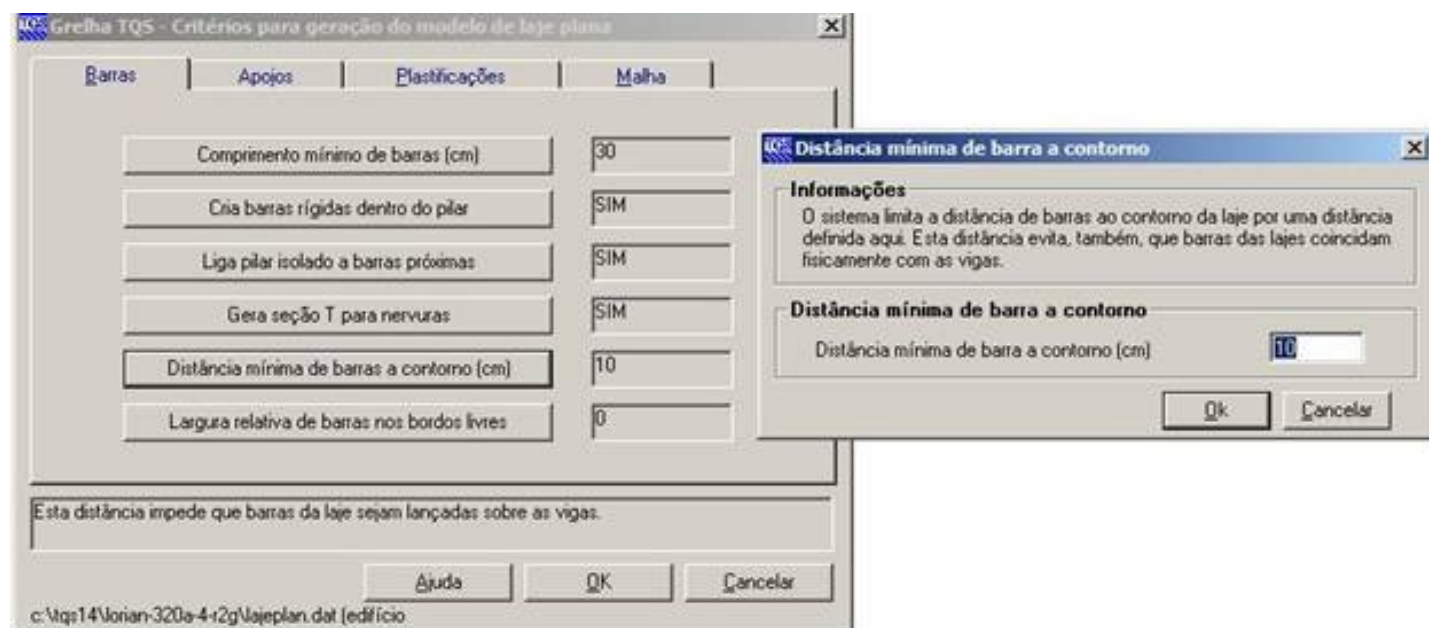 Grelha TQS - Critérios para geração do modelo de laje plana
Barras Apoios Plastificações Malha
Comprimento mínimo de barras (cm) 30
Cria barras rígidas dentro do pilar SIM
Liga pilar isolado a barras próximas SIM
Gera seção T para nervuras SIM
Distância mínima de barras a contorno (cm) 10
Largura relativa de barras nos bordos livres 0
Esta distância impede que barras da laje sejam lançadas sobre as vigas.
Ajuda OK Cancelar
c:\tqs14\lorian-320a-4-r2g\lajeplan.dat (edifício
Distância mínima de barra a contorno
Informações
O sistema limita a distância de barras ao contorno da laje por uma distância
definida aqui. Esta distância evita, também, que barras das lajes coincidam
fisicamente com as vigas.
Distância mínima de barra a contorno
Distância mínima de barra a contorno (cm) 10
Ok Cancelar